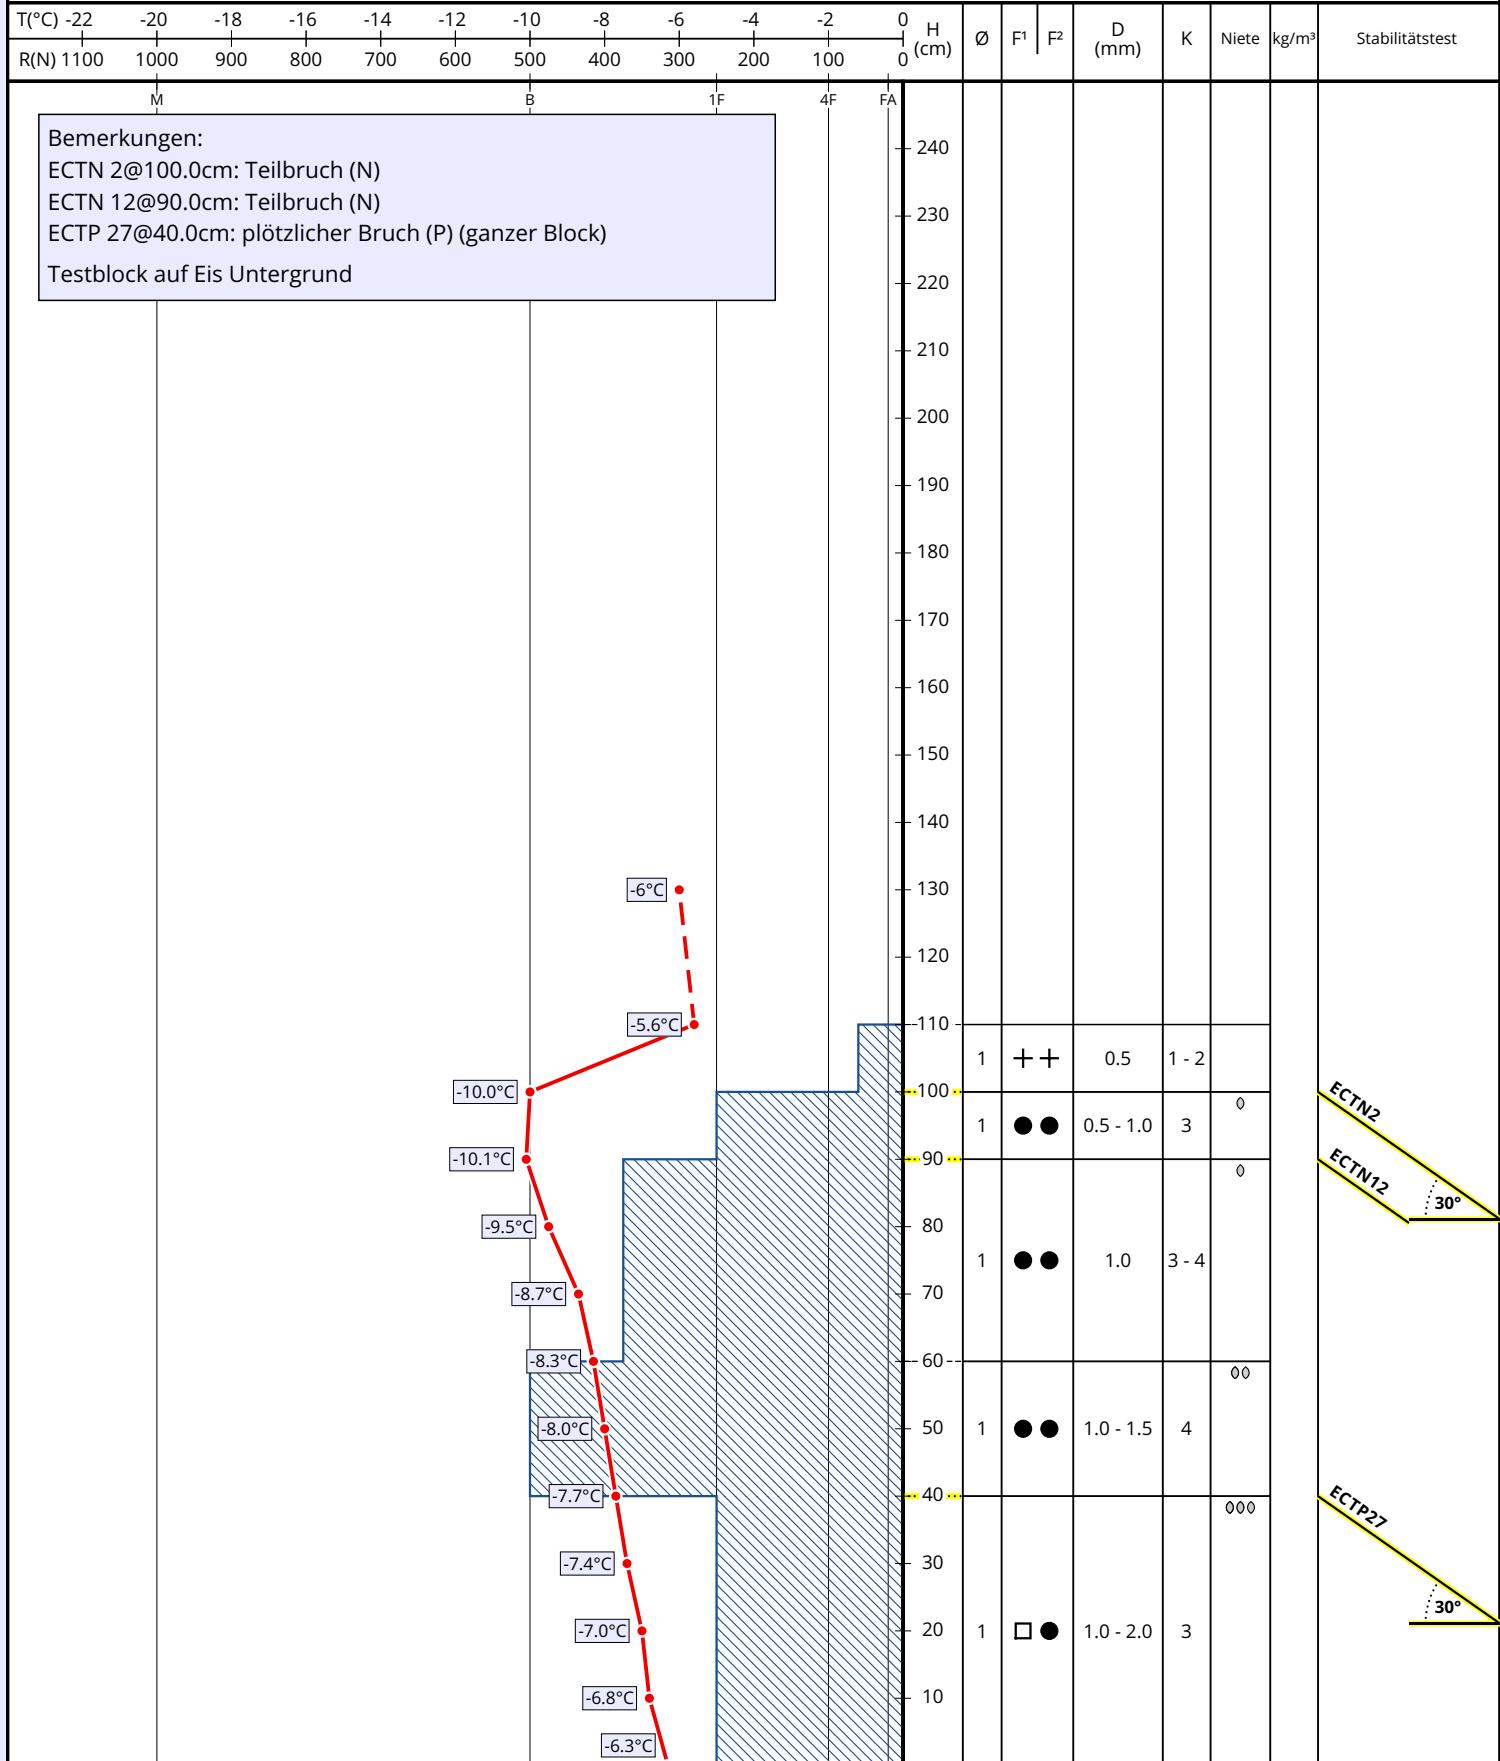 T(°C) -22 -20 -18 -16 -14 -12 -10 -8 -6 -4 -2 0
R(N) 1100 1000 900 800 700 600 500 400 300 200 100 0
H (cm) Ø F¹ F² D (mm) K Niete kg/m³ Stabilitätstest
M B 1F 4F FA
Bemerkungen:
ECTN 2@100.0cm: Teilbruch (N)
ECTN 12@90.0cm: Teilbruch (N)
ECTP 27@40.0cm: plötzlicher Bruch (P) (ganzer Block)
Testblock auf Eis Untergrund
240
230
220
210
200
190
180
170
160
150
140
-6°C 130
120
-5.6°C 110
1 0.5 1 - 2
-10.0°C 100 ECTN2
1 0.5 - 1.0 3
-10.1°C 90 ECTN12
30°
-9.5°C 80
1 1.0 3 - 4
-8.7°C 70
-8.3°C 60
-8.0°C 50 1 1.0 - 1.5 4
-7.7°C 40 ECTP27
-7.4°C 30
30°
-7.0°C 20 1 1.0 - 2.0 3
-6.8°C 10
-6.3°C